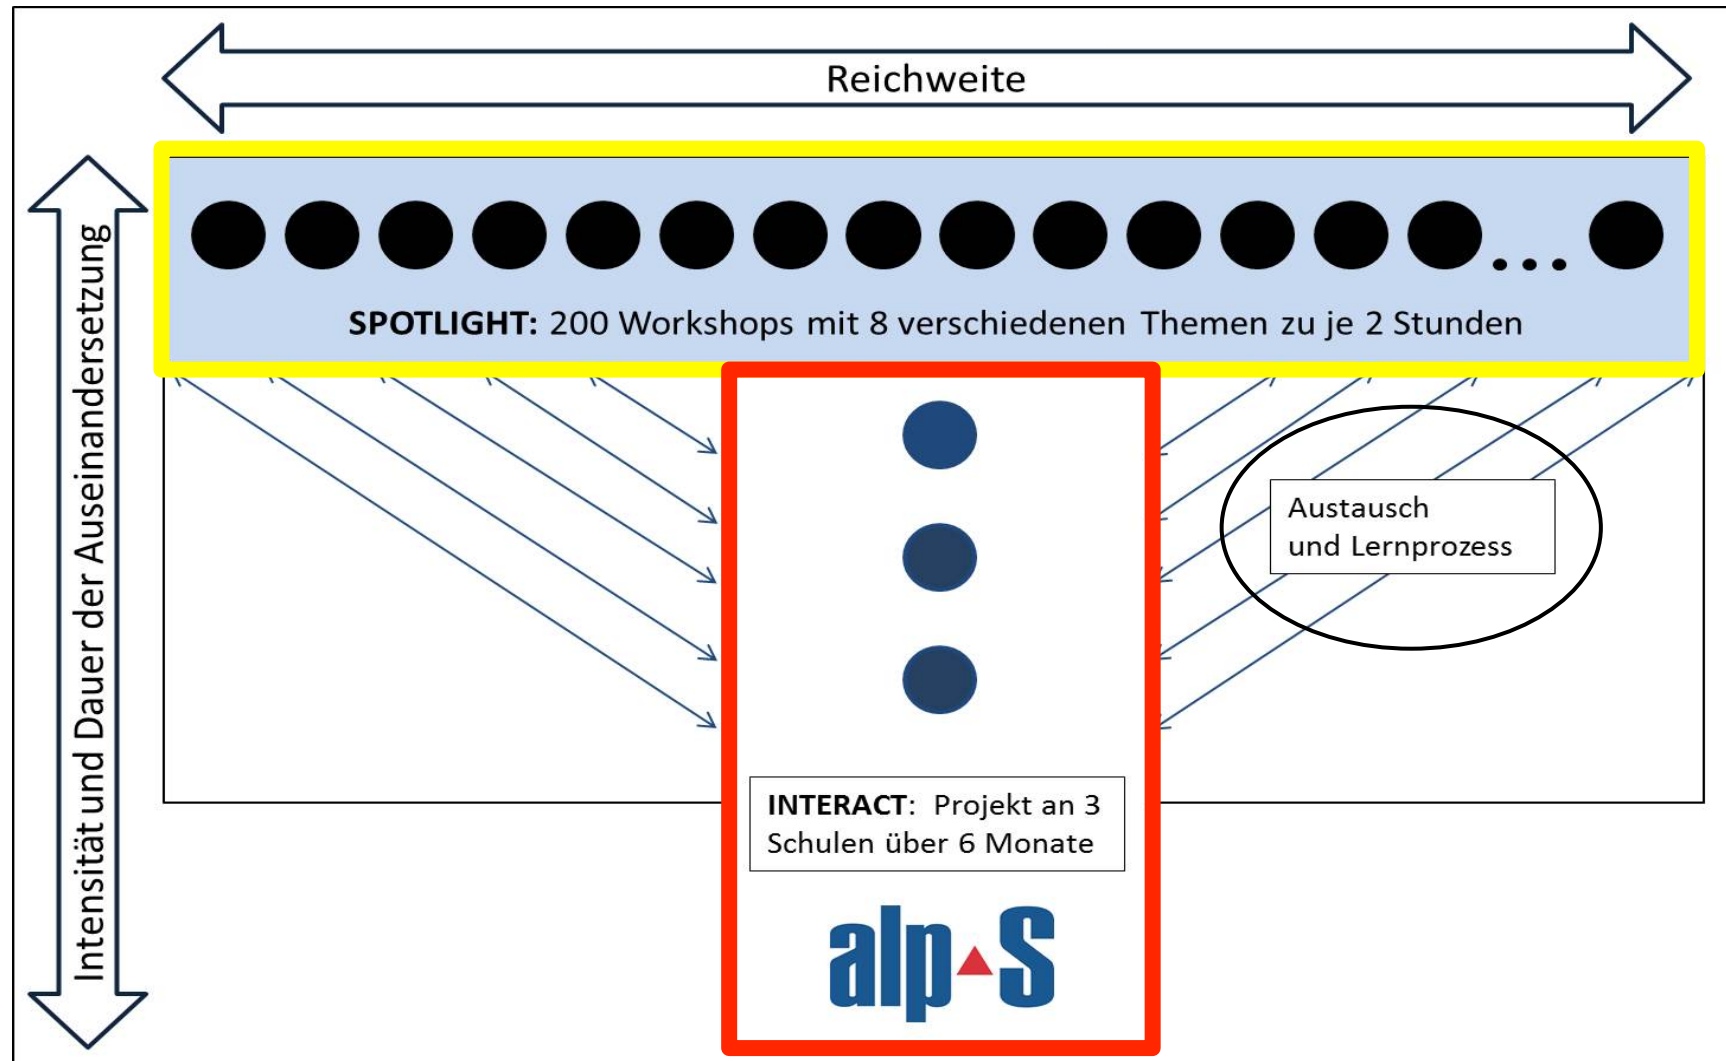 Reichweite
Intensität und Dauer der Auseinandersetzung
...
SPOTLIGHT: 200 Workshops mit 8 verschiedenen Themen zu je 2 Stunden
Austausch
und Lernprozess
INTERACT: Projekt an 3
Schulen über 6 Monate
alpS